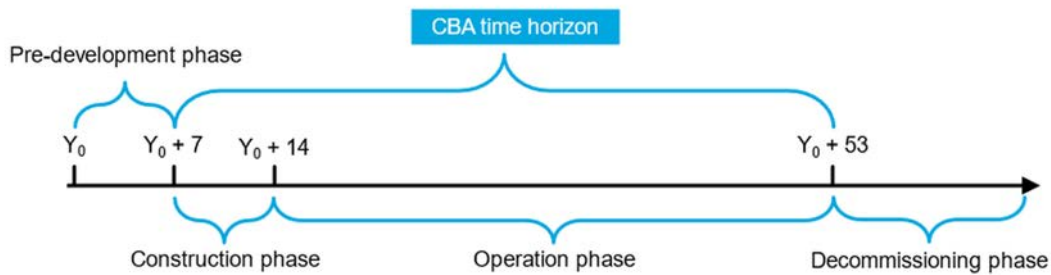 CBA time horizon
Pre-development phase
Y₀
Y₀ + 7
Y₀ + 14
Y₀ + 53
Construction phase
Operation phase
Decommissioning phase